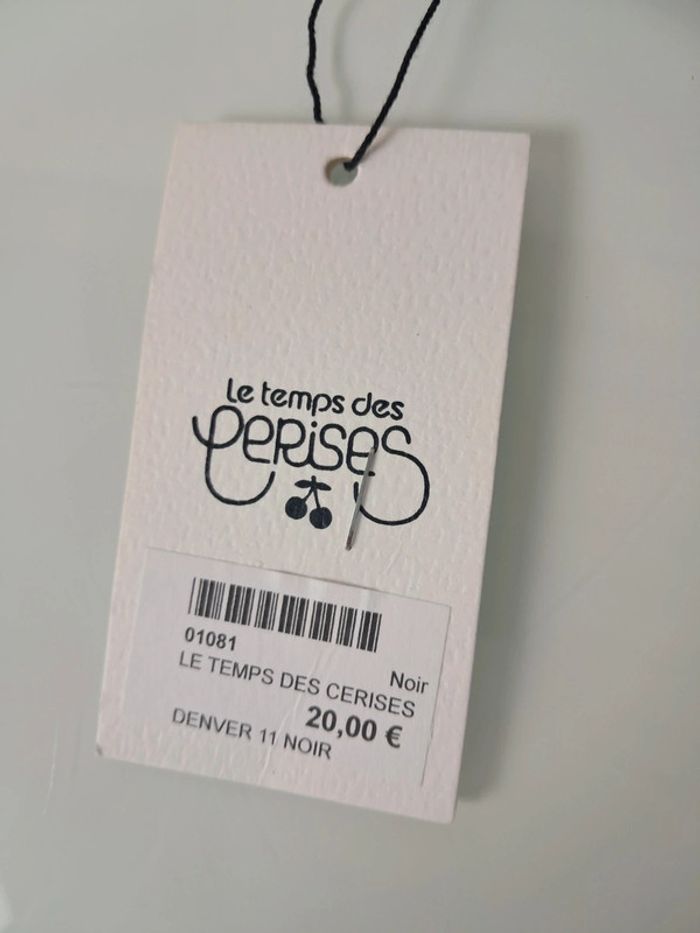 Le temps des
CERISES
01081
Noir
LE TEMPS DES CERISES
20,00 €
DENVER 11 NOIR